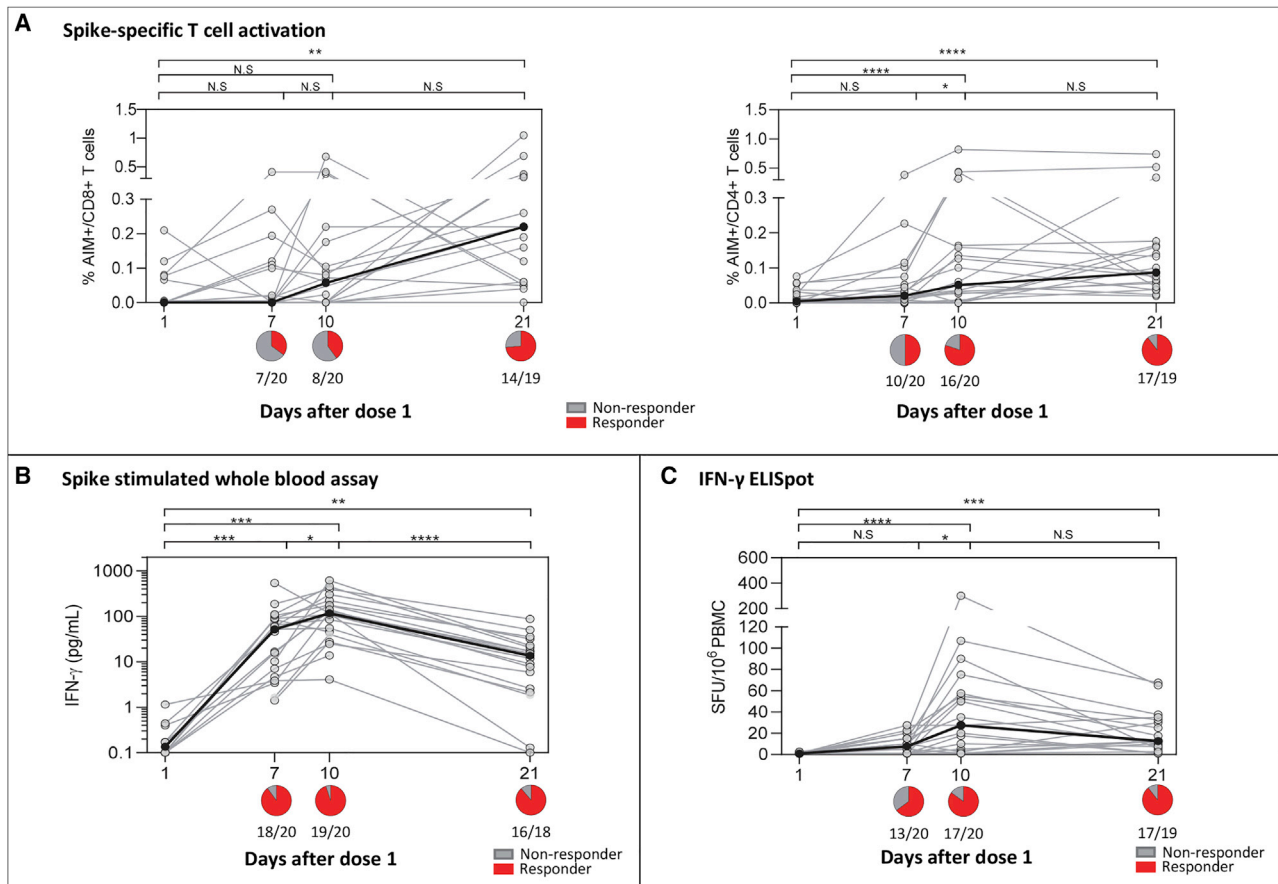 A Spike-specific T cell activation
**
N.S
N.S N.S N.S
1.5
1
0.5
0.3
0.2
0.1
0.0
% AIM+/CD8+ T cells
1 7 10 21
7/20 8/20 14/19
Days after dose 1
****
****
N.S * N.S
1.5
1.0
0.5
0.3
0.2
0.1
0.0
% AIM+/CD4+ T cells
1 7 10 21
10/20 16/20 17/19
Days after dose 1
Non-responder
Responder
B Spike stimulated whole blood assay
**
***
*** * ****
1000
100
10
1
0.1
IFN-γ (pg/mL)
1 7 10 21
18/20 19/20 16/18
Days after dose 1
Non-responder
Responder
C IFN-γ ELISpot
***
****
N.S * N.S
600
400
200
120
100
80
60
40
20
0
SFU/10⁶ PBMC
1 7 10 21
13/20 17/20 17/19
Days after dose 1
Non-responder
Responder